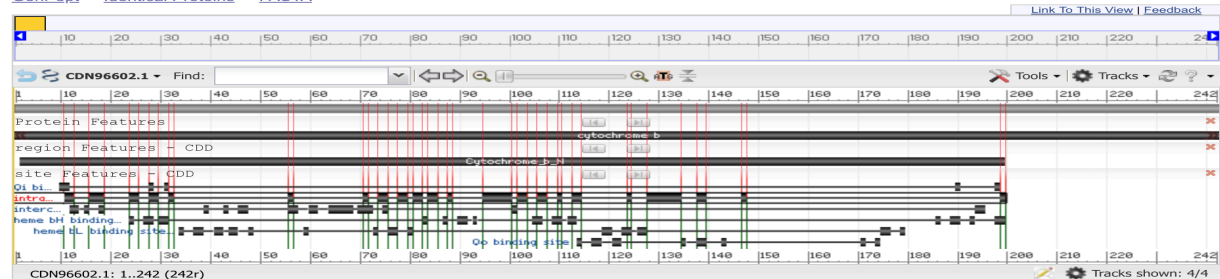 Link To This View | Feedback
10 20 30 40 50 60 70 80 90 100 110 120 130 140 150 160 170 180 190 200 210 220 24
CDN96602.1 Find: Tools Tracks ?
1 10 20 30 40 50 60 70 80 90 100 110 120 130 140 150 160 170 180 190 200 210 220 242
Protein Features
cytochrome b
region Features - CDD
Cytochrome_b_N
site Features - CDD
Qi bi...
intra...
interc...
heme bH binding...
heme bL binding site...
Qo binding site
1 10 20 30 40 50 60 70 80 90 100 110 120 130 140 150 160 170 180 190 200 210 220 242
CDN96602.1: 1..242 (242r) Tracks shown: 4/4